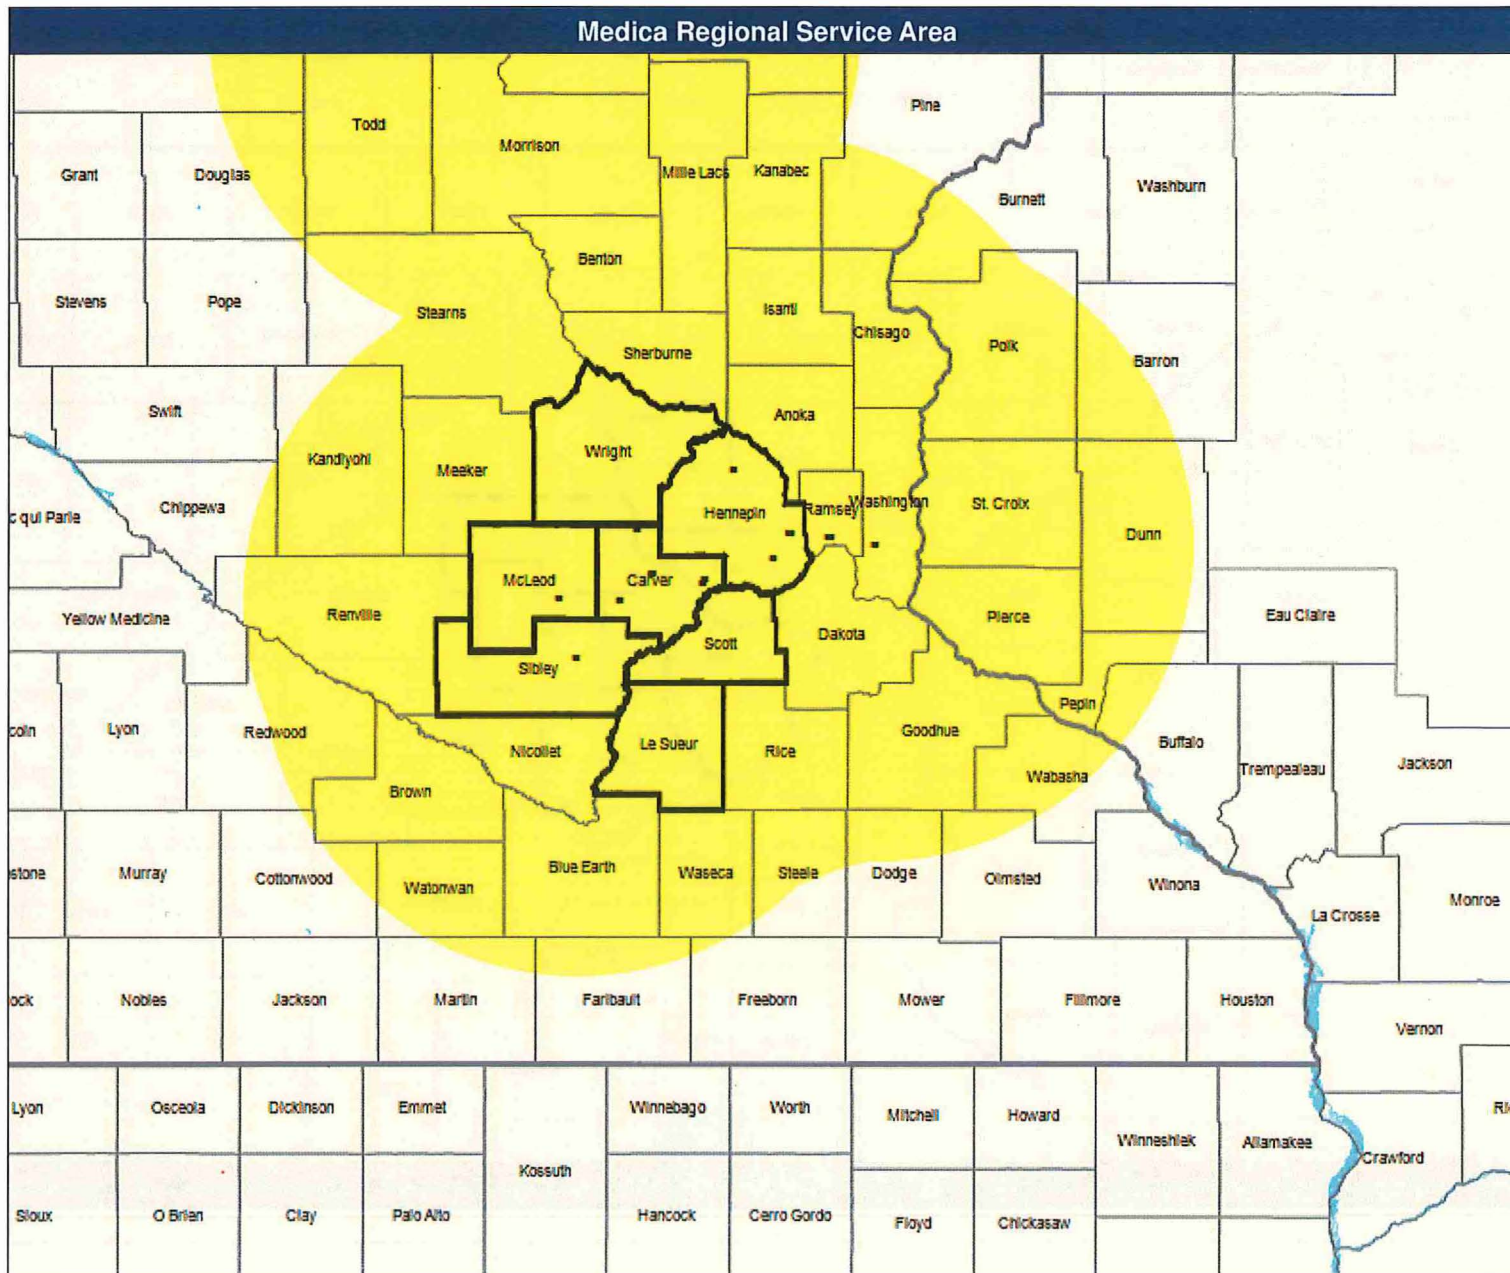 Medica Regional Service Area
Pine
Todd
Morrison
Grant
Douglas
Mille Lacs
Kanabec
Burnett
Washburn
Benton
Stevens
Pope
Stearns
Isanti
Chisago
Polk
Barron
Sherburne
Swift
Anoka
Kandiyohi
Meeker
Wright
Chippewa
c qui Parle
Hennepin
Ramsey
Washington
St. Croix
Dunn
McLeod
Carver
Yellow Medicine
Renville
Pierce
Eau Claire
Scott
Dakota
Sibley
Pepin
coln
Lyon
Redwood
Nicollet
Le Sueur
Rice
Goodhue
Buffalo
Trempealeau
Jackson
Brown
Wabasha
stone
Murray
Cottonwood
Watonwan
Blue Earth
Waseca
Steele
Dodge
Olmsted
Winona
La Crosse
Monroe
ock
Nobles
Jackson
Martin
Faribault
Freeborn
Mower
Fillmore
Houston
Vernon
Lyon
Osceola
Dickinson
Emmet
Winnebago
Worth
Mitchell
Howard
Winneshiek
Allamakee
Crawford
Ri
Kossuth
Sioux
O Brien
Clay
Palo Alto
Hancock
Cerro Gordo
Floyd
Chickasaw